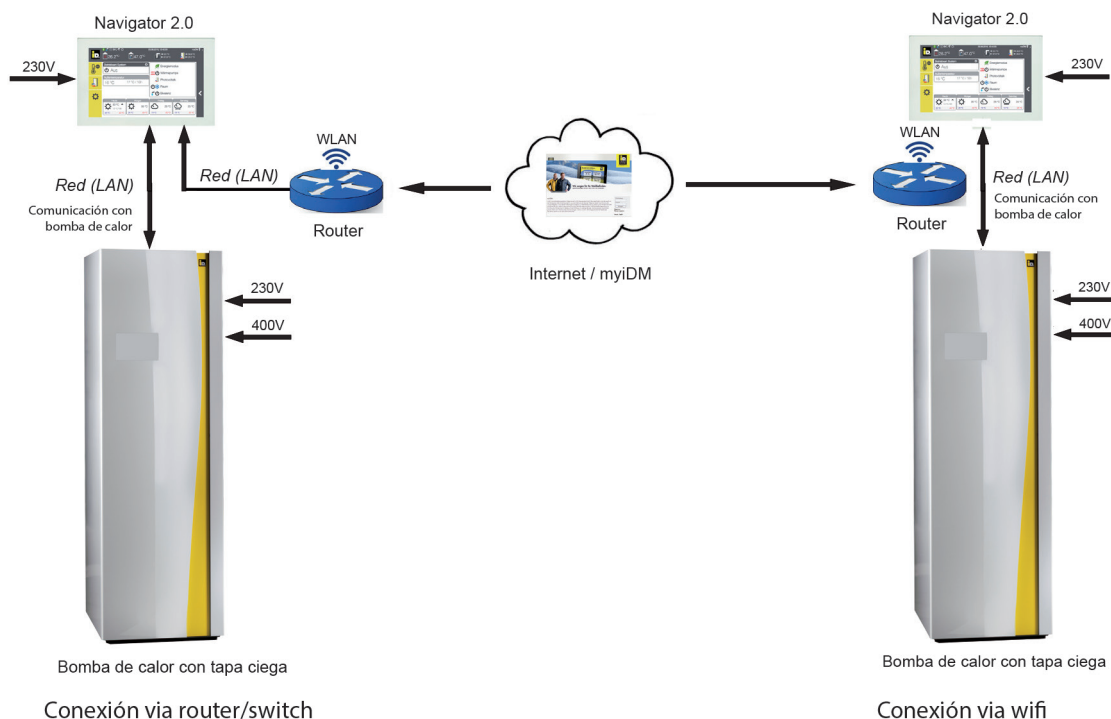 Navigator 2.0
230V
WLAN
Red (LAN)
Red (LAN)
Comunicación con
bomba de calor
Router
230V
400V
Bomba de calor con tapa ciega
Conexión via router/switch
Internet / myiDM
Navigator 2.0
230V
WLAN
Router
Red (LAN)
Comunicación con
bomba de calor
230V
400V
Bomba de calor con tapa ciega
Conexión via wifi